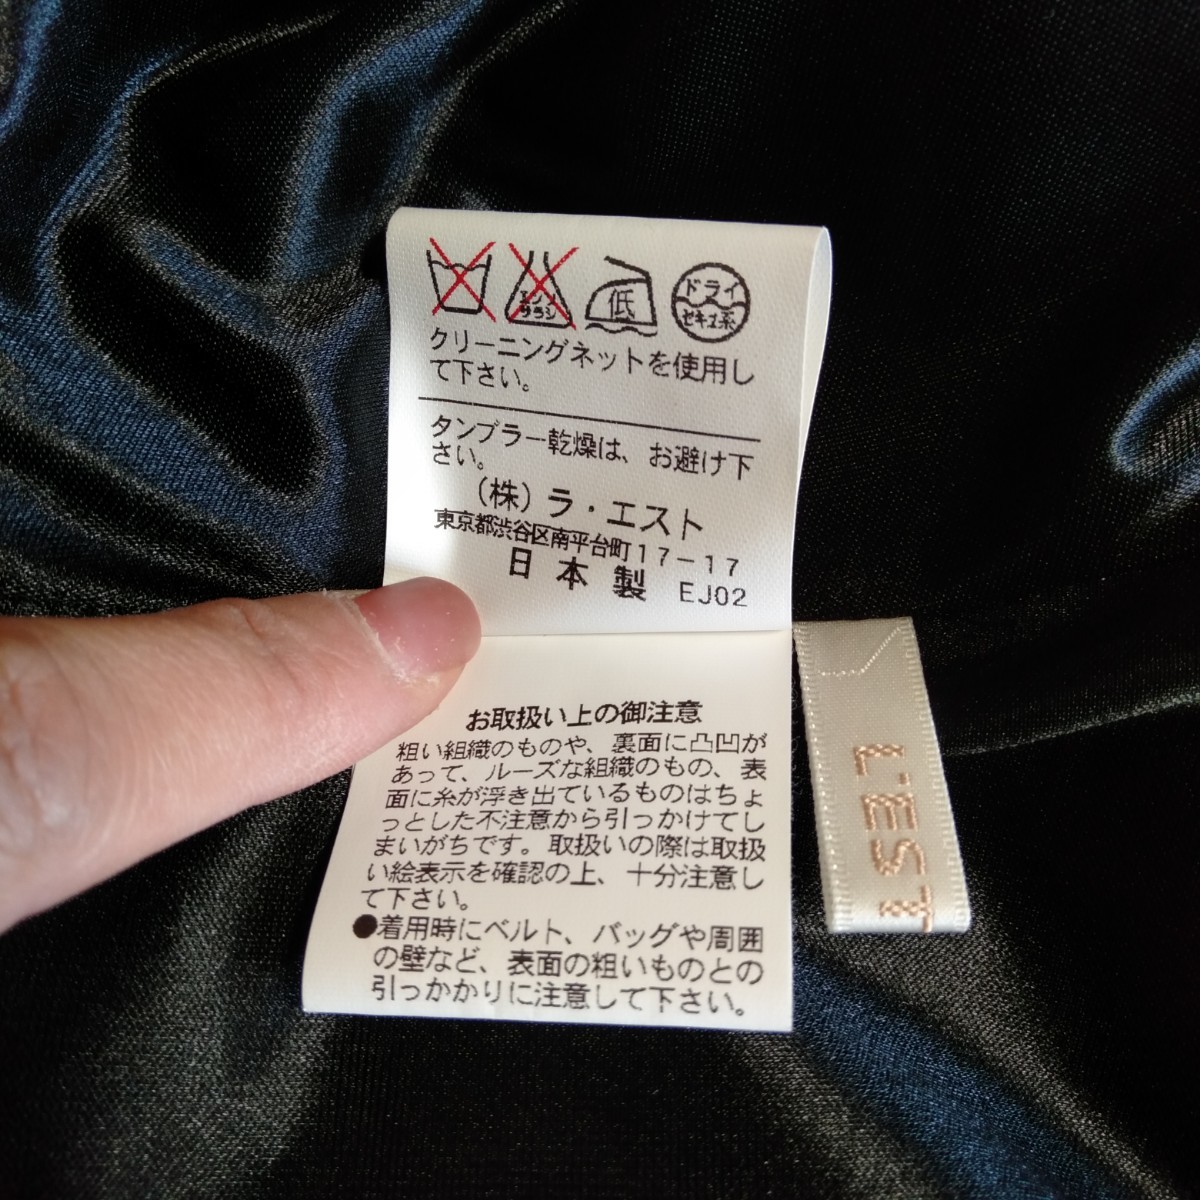 エンソ
サラシ
低
ドライ
セキユ系
クリーニングネットを使用し
て下さい。
タンブラー乾燥は、お避け下
さい。
(株)ラ・エスト
東京都渋谷区南平台町17-17
日本製 EJ02
お取扱い上の御注意
粗い組織のものや、裏面に凸凹が
あって、ルーズな組織のもの、表
面に糸が浮き出ているものはちょ
っとした不注意から引っかけてし
まいがちです。取扱いの際は取扱
い絵表示を確認の上、十分注意し
て下さい。
●着用時にベルト、バッグや周囲
の壁など、表面の粗いものとの
引っかかりに注意して下さい。
L'EST